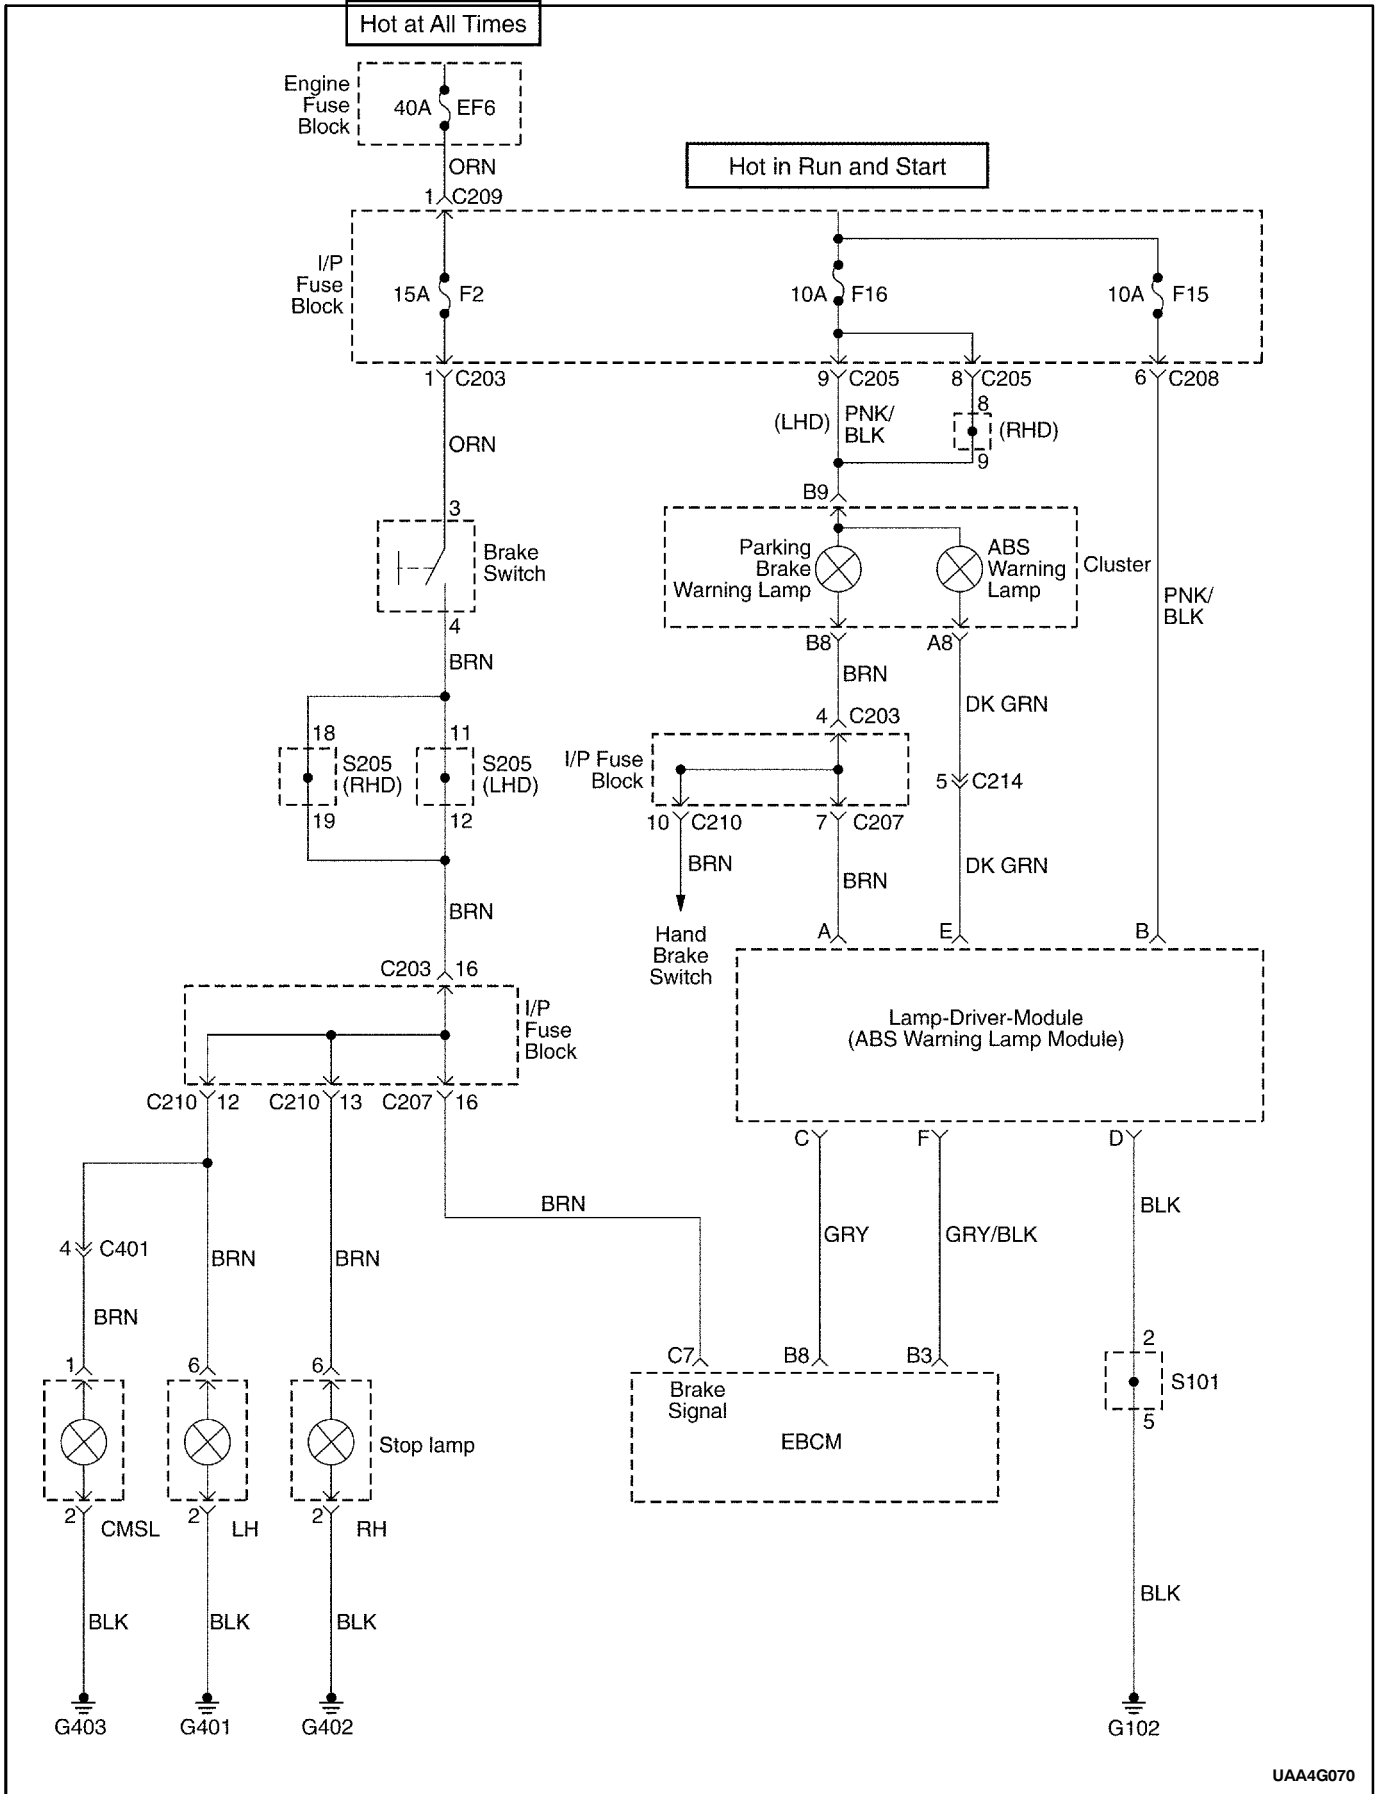 Hot at All Times
Engine
Fuse
Block
40A EF6
ORN
1 C209
Hot in Run and Start
I/P
Fuse
Block
15A F2
10A F16
10A F15
1 C203
9 C205
8 C205
6 C208
(LHD)
PNK/
BLK
8
(RHD)
9
ORN
B9
3
Brake
Switch
4
Parking
Brake
Warning Lamp
ABS
Warning
Lamp
Cluster
PNK/
BLK
B8
A8
BRN
BRN
DK GRN
18
S205
(RHD)
19
11
S205
(LHD)
12
4 C203
I/P Fuse
Block
5 C214
10 C210
7 C207
BRN
BRN
DK GRN
BRN
Hand
Brake
Switch
A
E
B
C203 16
I/P
Fuse
Block
Lamp-Driver-Module
(ABS Warning Lamp Module)
C210 12
C210 13
C207 16
C
F
D
BRN
BLK
GRY
GRY/BLK
4 C401
BRN
BRN
BRN
2
S101
5
1
6
6
C7
B8
B3
Brake
Signal
EBCM
Stop lamp
2
CMSL
2
LH
2
RH
BLK
BLK
BLK
BLK
G403
G401
G402
G102
UAA4G070